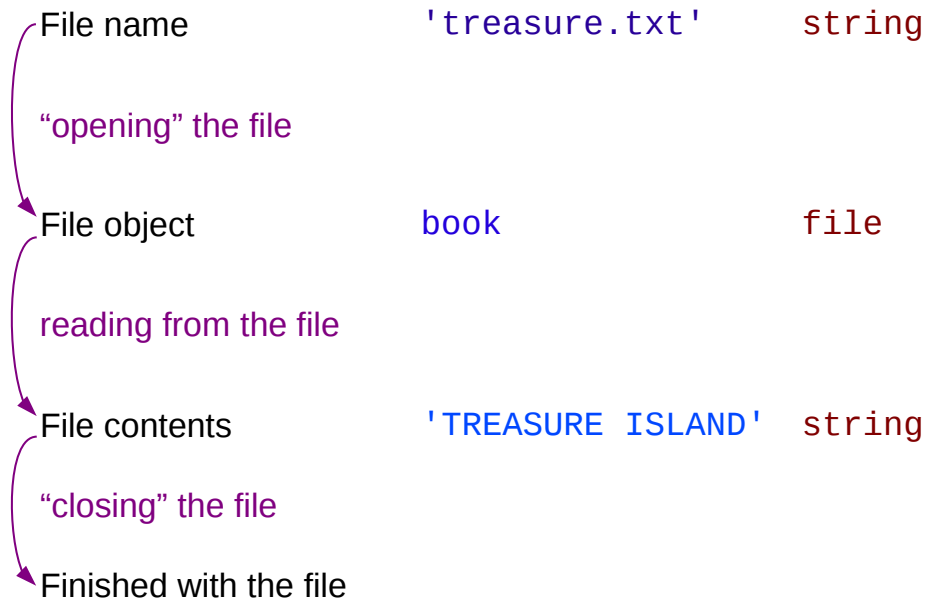 File name 'treasure.txt' string
“opening” the file
File object book file
reading from the file
File contents 'TREASURE ISLAND' string
“closing” the file
Finished with the file